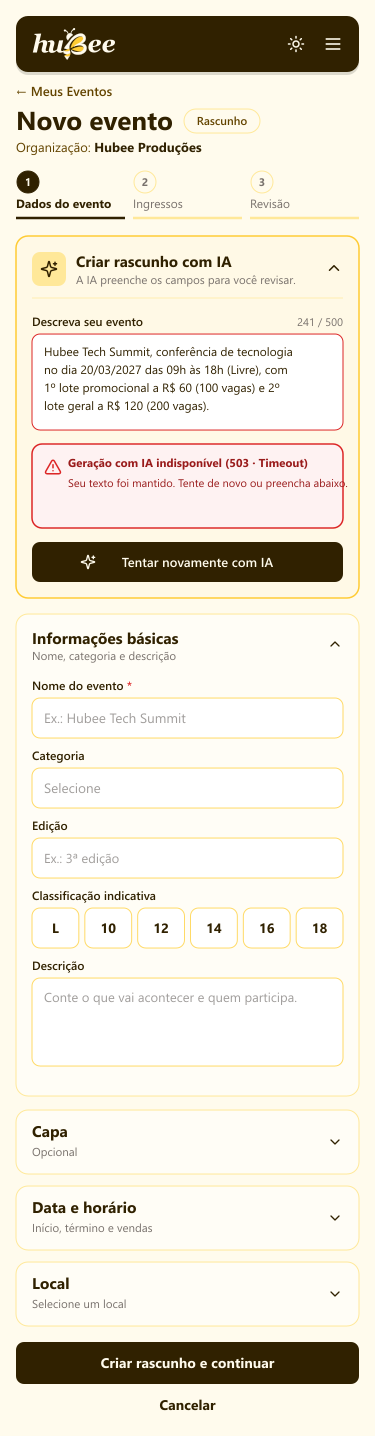 huBee
← Meus Eventos
Novo evento
Rascunho
Organização: Hubee Produções
1
2
3
Dados do evento
Ingressos
Revisão
Criar rascunho com IA
A IA preenche os campos para você revisar.
Descreva seu evento
241 / 500
Hubee Tech Summit, conferência de tecnologia
no dia 20/03/2027 das 09h às 18h (Livre), com
1º lote promocional a R$ 60 (100 vagas) e 2º
lote geral a R$ 120 (200 vagas).
Geração com IA indisponível (503 · Timeout)
Seu texto foi mantido. Tente de novo ou preencha abaixo.
Tentar novamente com IA
Informações básicas
Nome, categoria e descrição
Nome do evento *
Ex.: Hubee Tech Summit
Categoria
Selecione
Edição
Ex.: 3ª edição
Classificação indicativa
L
10
12
14
16
18
Descrição
Conte o que vai acontecer e quem participa.
Capa
Opcional
Data e horário
Início, término e vendas
Local
Selecione um local
Criar rascunho e continuar
Cancelar